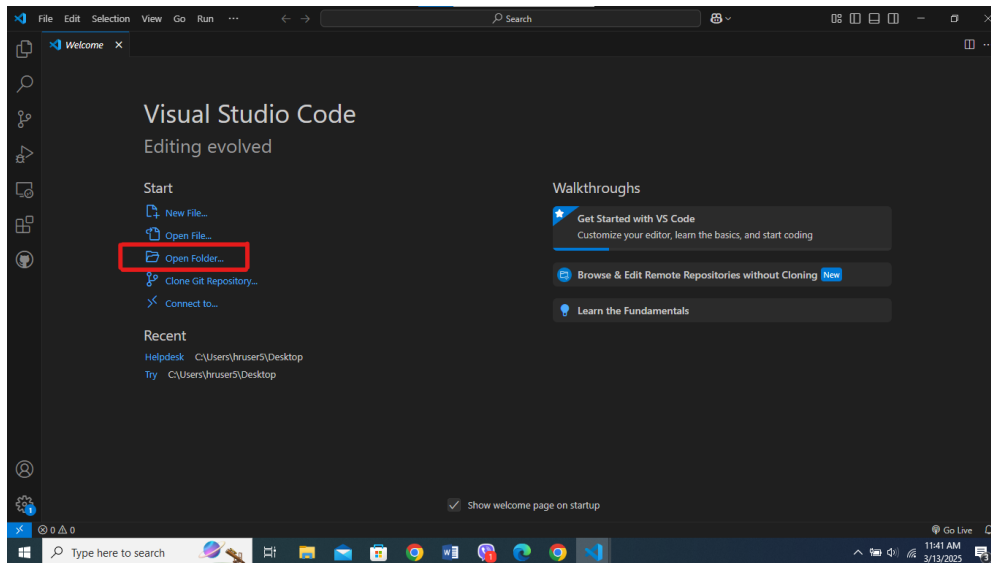 File Edit Selection View Go Run ··· Search
Welcome
Visual Studio Code
Editing evolved
Start
New File...
Open File...
Open Folder...
Clone Git Repository...
Connect to...
Recent
Helpdesk C:\Users\hruser5\Desktop
Try C:\Users\hruser5\Desktop
Walkthroughs
Get Started with VS Code
Customize your editor, learn the basics, and start coding
Browse & Edit Remote Repositories without Cloning New
Learn the Fundamentals
Show welcome page on startup
1
0 0 Go Live
Type here to search
11:41 AM
3/13/2025
3